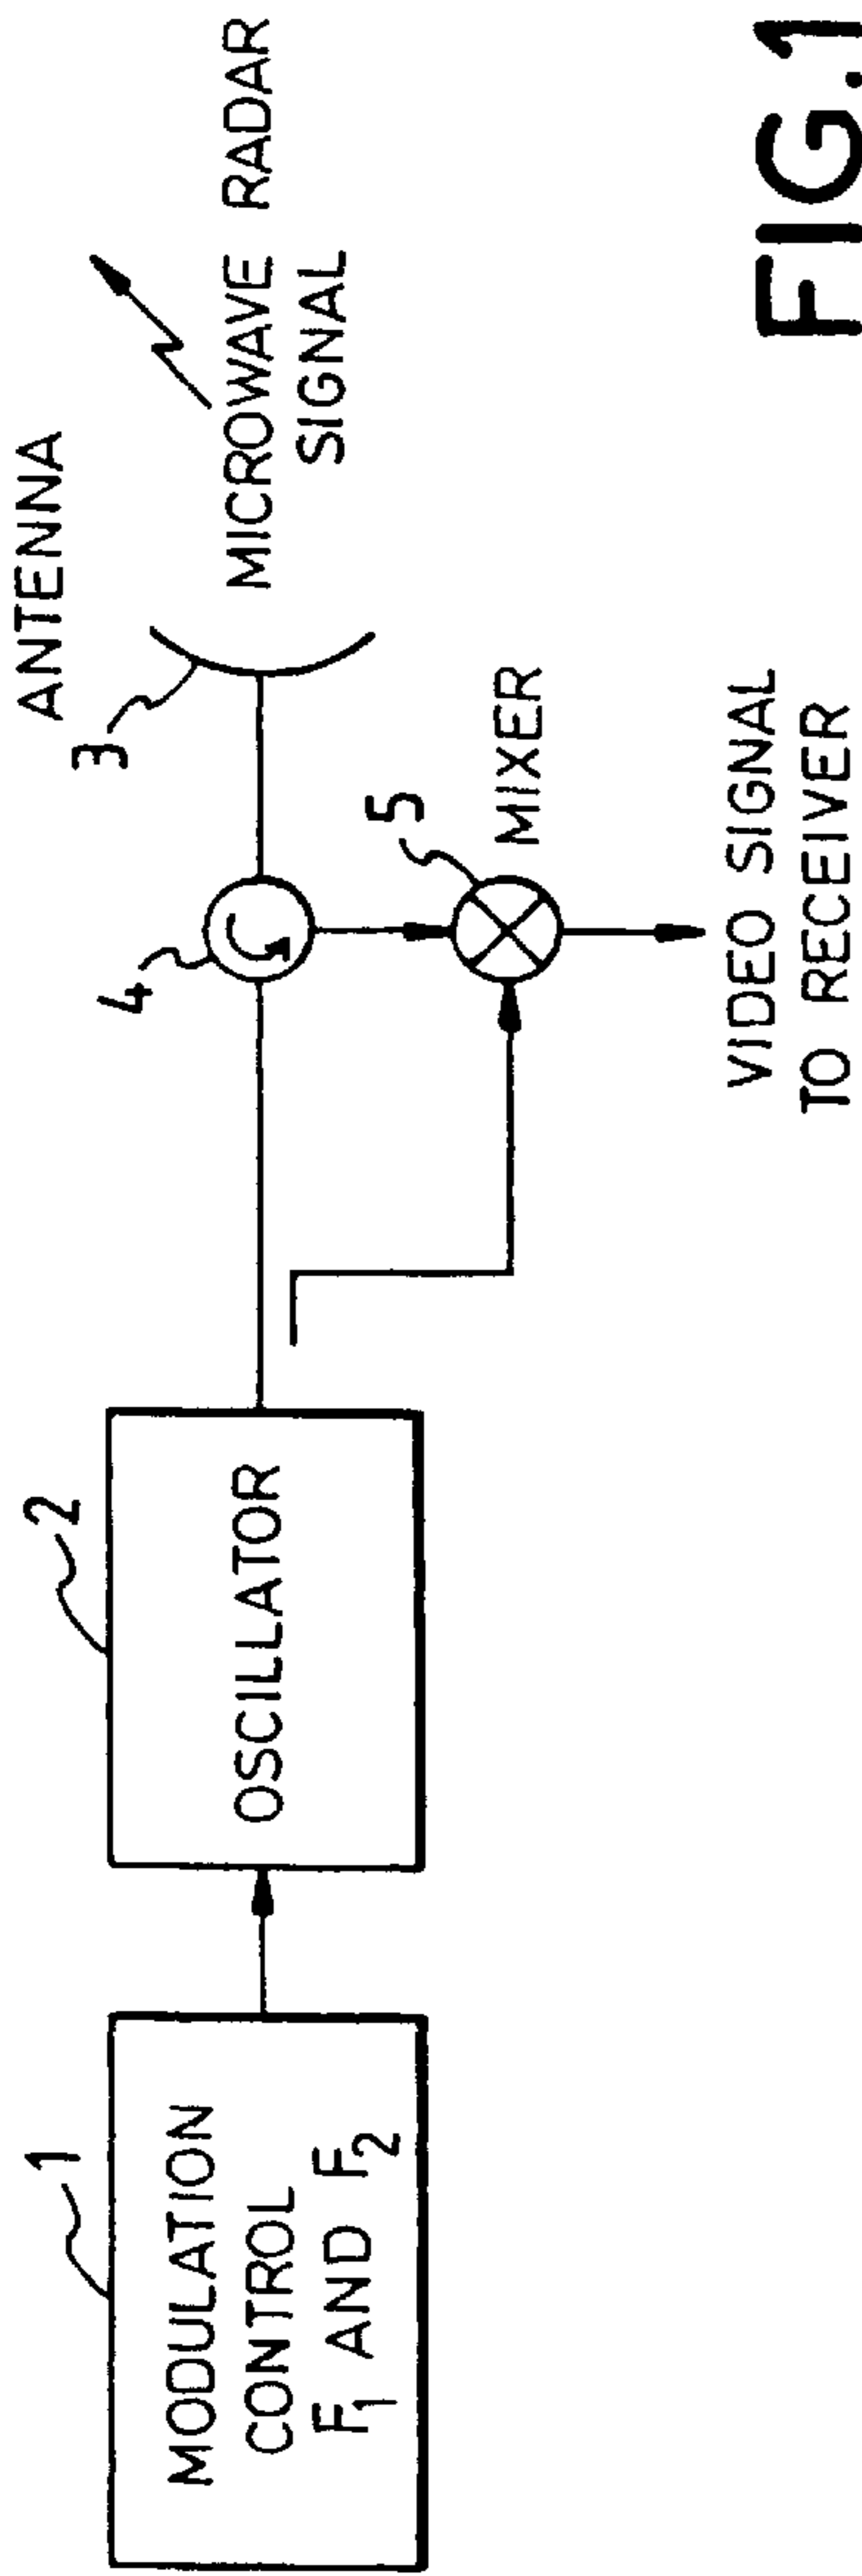 1
MODULATION
CONTROL
F₁ AND F₂
2
OSCILLATOR
4
3
ANTENNA
MICROWAVE RADAR
SIGNAL
5
MIXER
VIDEO SIGNAL
TO RECEIVER
FIG.1